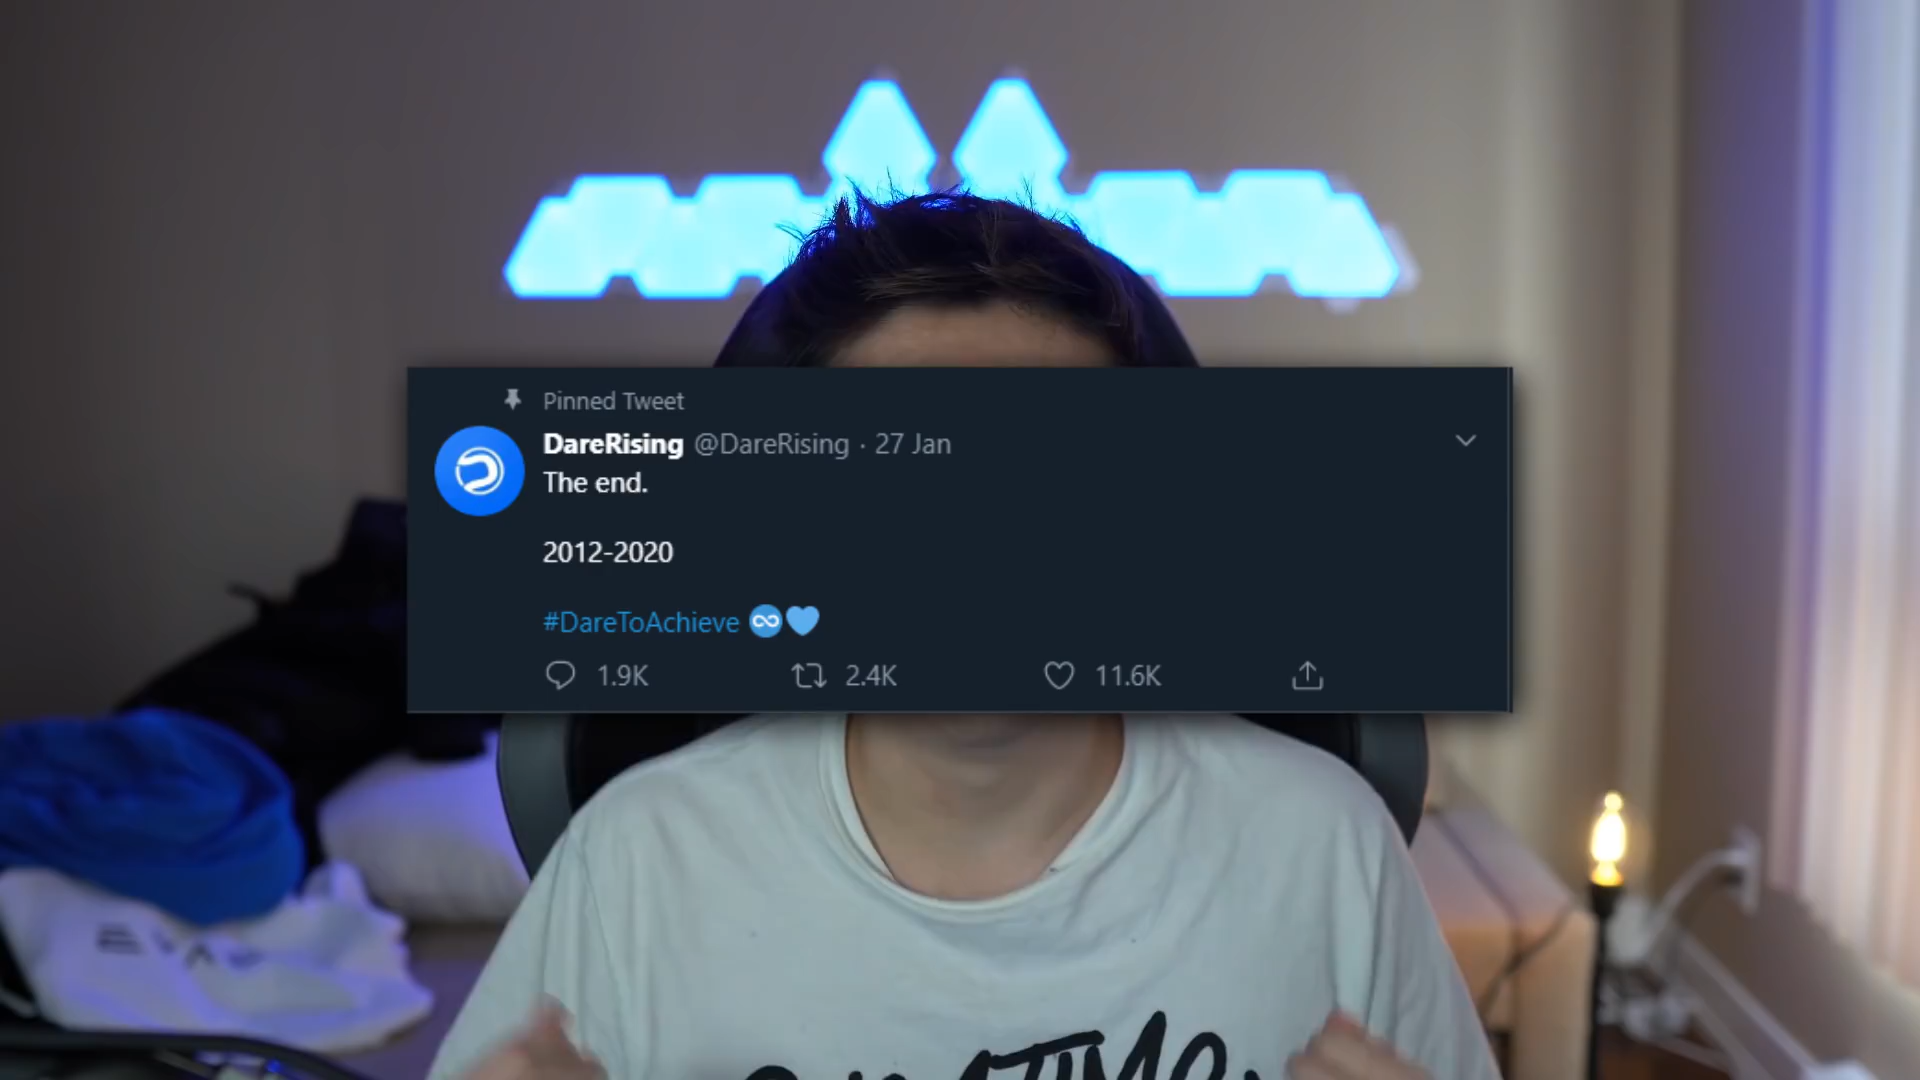 Pinned Tweet
DareRising @DareRising · 27 Jan
The end.
2012-2020
#DareToAchieve ♾️💙
1.9K 2.4K 11.6K